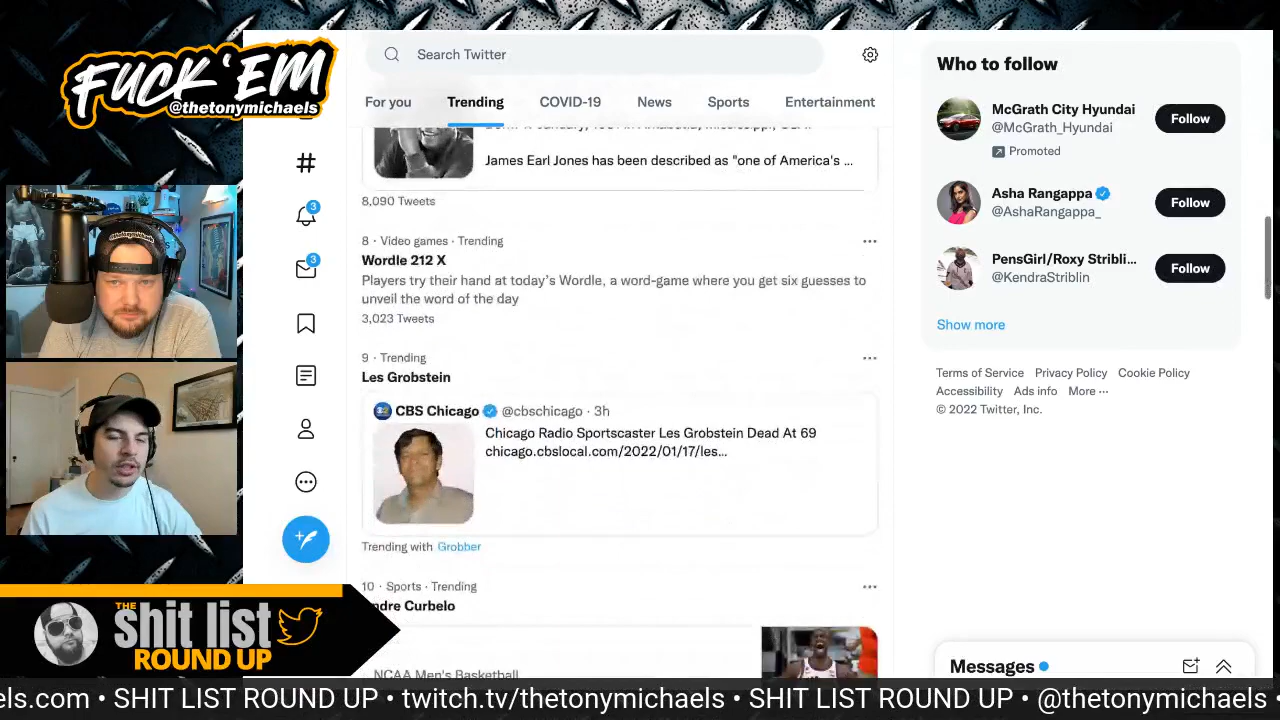 FUCK 'EM
@thetonymichaels
Search Twitter
For you
Trending
COVID-19
News
Sports
Entertainment
James Earl Jones has been described as "one of America's ...
8,090 Tweets
8 · Video games · Trending
Wordle 212 X
Players try their hand at today's Wordle, a word-game where you get six guesses to
unveil the word of the day
3,023 Tweets
9 · Trending
Les Grobstein
CBS Chicago @cbschicago · 3h
Chicago Radio Sportscaster Les Grobstein Dead At 69
chicago.cbslocal.com/2022/01/17/les...
Trending with Grobber
10 · Sports · Trending
ndre Curbelo
NCAA Men's Basketball
3
3
Who to follow
McGrath City Hyundai
@McGrath_Hyundai
Promoted
Follow
Asha Rangappa
@AshaRangappa_
Follow
PensGirl/Roxy Stribli...
@KendraStriblin
Follow
Show more
Terms of Service Privacy Policy Cookie Policy
Accessibility Ads info More ···
© 2022 Twitter, Inc.
Messages
THE
shit list
ROUND UP
els.com • SHIT LIST ROUND UP • twitch.tv/thetonymichaels • SHIT LIST ROUND UP • @thetonymichaels •